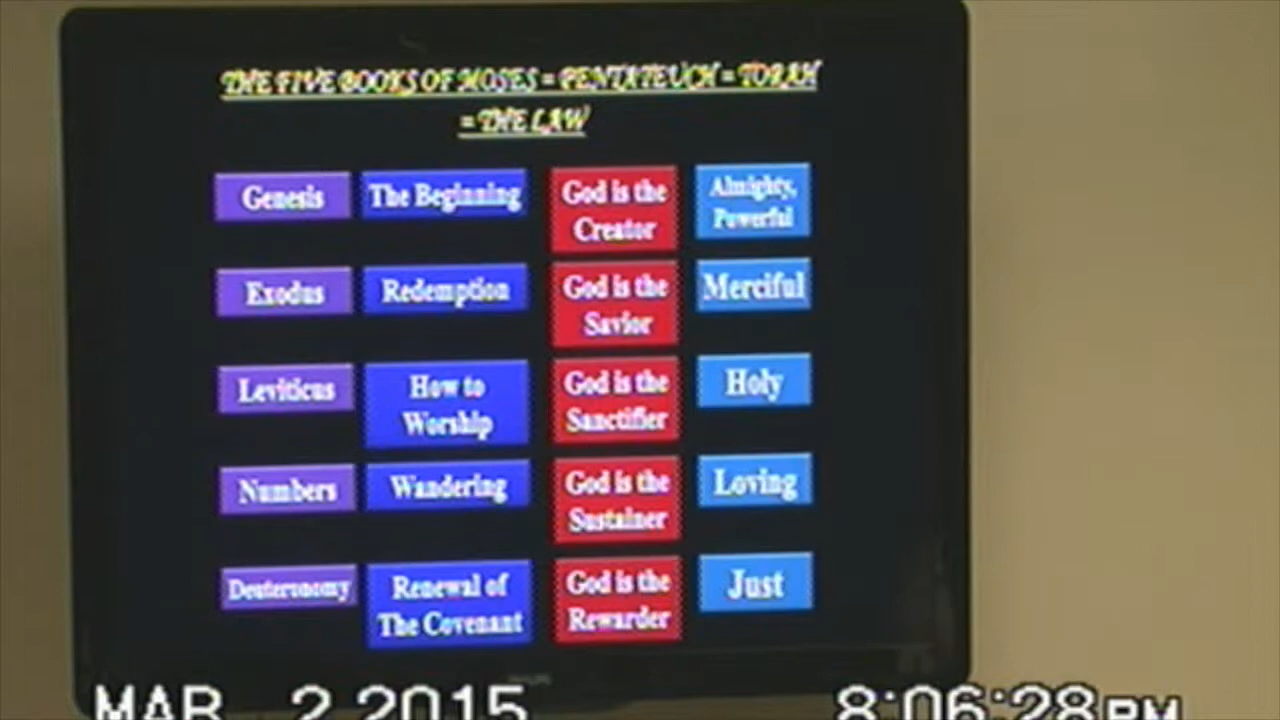 THE FIVE BOOKS OF MOSES = PENTATEUCH = TORAH
= THE LAW
Genesis
The Beginning
God is the
Creator
Almighty,
Powerful
Exodus
Redemption
God is the
Savior
Merciful
Leviticus
How to
Worship
God is the
Sanctifier
Holy
Numbers
Wandering
God is the
Sustainer
Loving
Deuteronomy
Renewal of
The Covenant
God is the
Rewarder
Just
MAR. 2 2015
8:06:28 PM